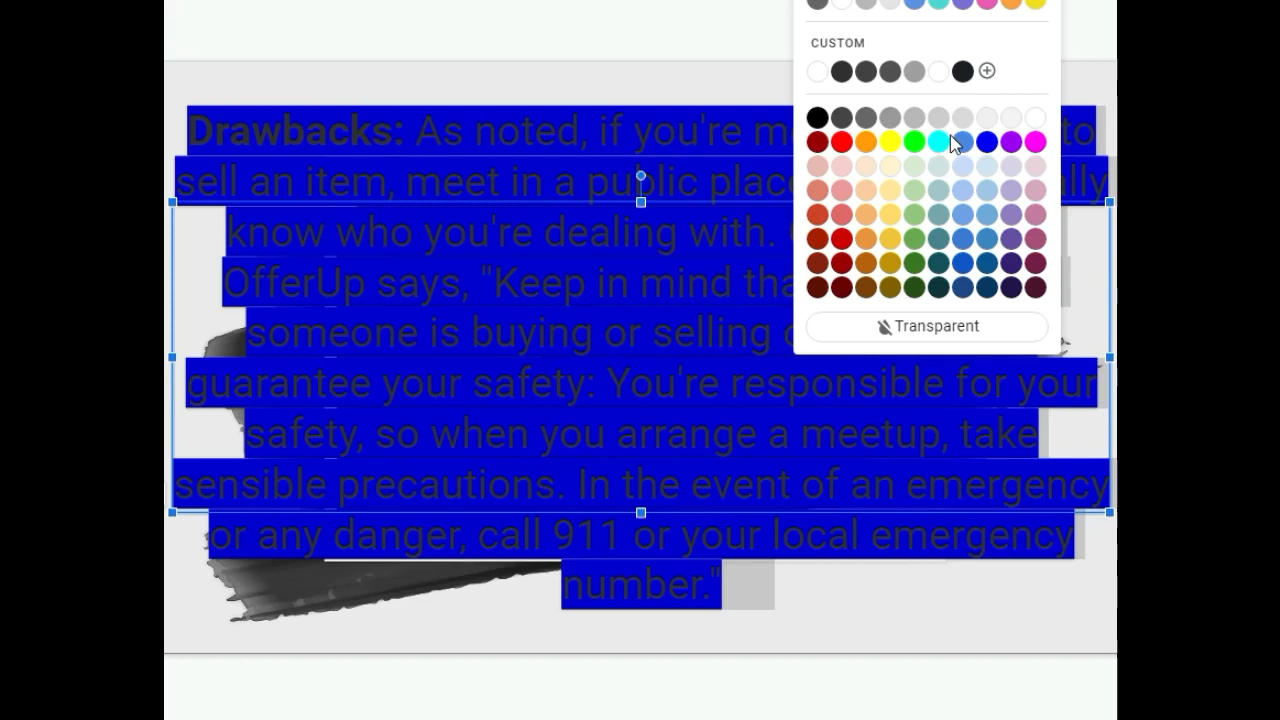 CUSTOM
Drawbacks: As noted, if you're m to
sell an item, meet in a public plac lly
know who you're dealing with.
OfferUp says, "Keep in mind tha
someone is buying or selling
guarantee your safety: You're responsible for your
safety, so when you arrange a meetup, take
sensible precautions. In the event of an emergency
or any danger, call 911 or your local emergency
number."
Transparent